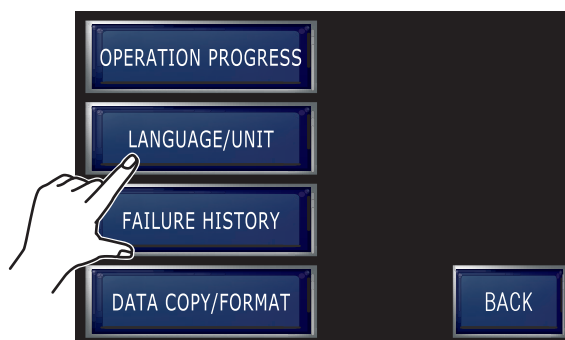 OPERATION PROGRESS
LANGUAGE/UNIT
FAILURE HISTORY
DATA COPY/FORMAT
BACK